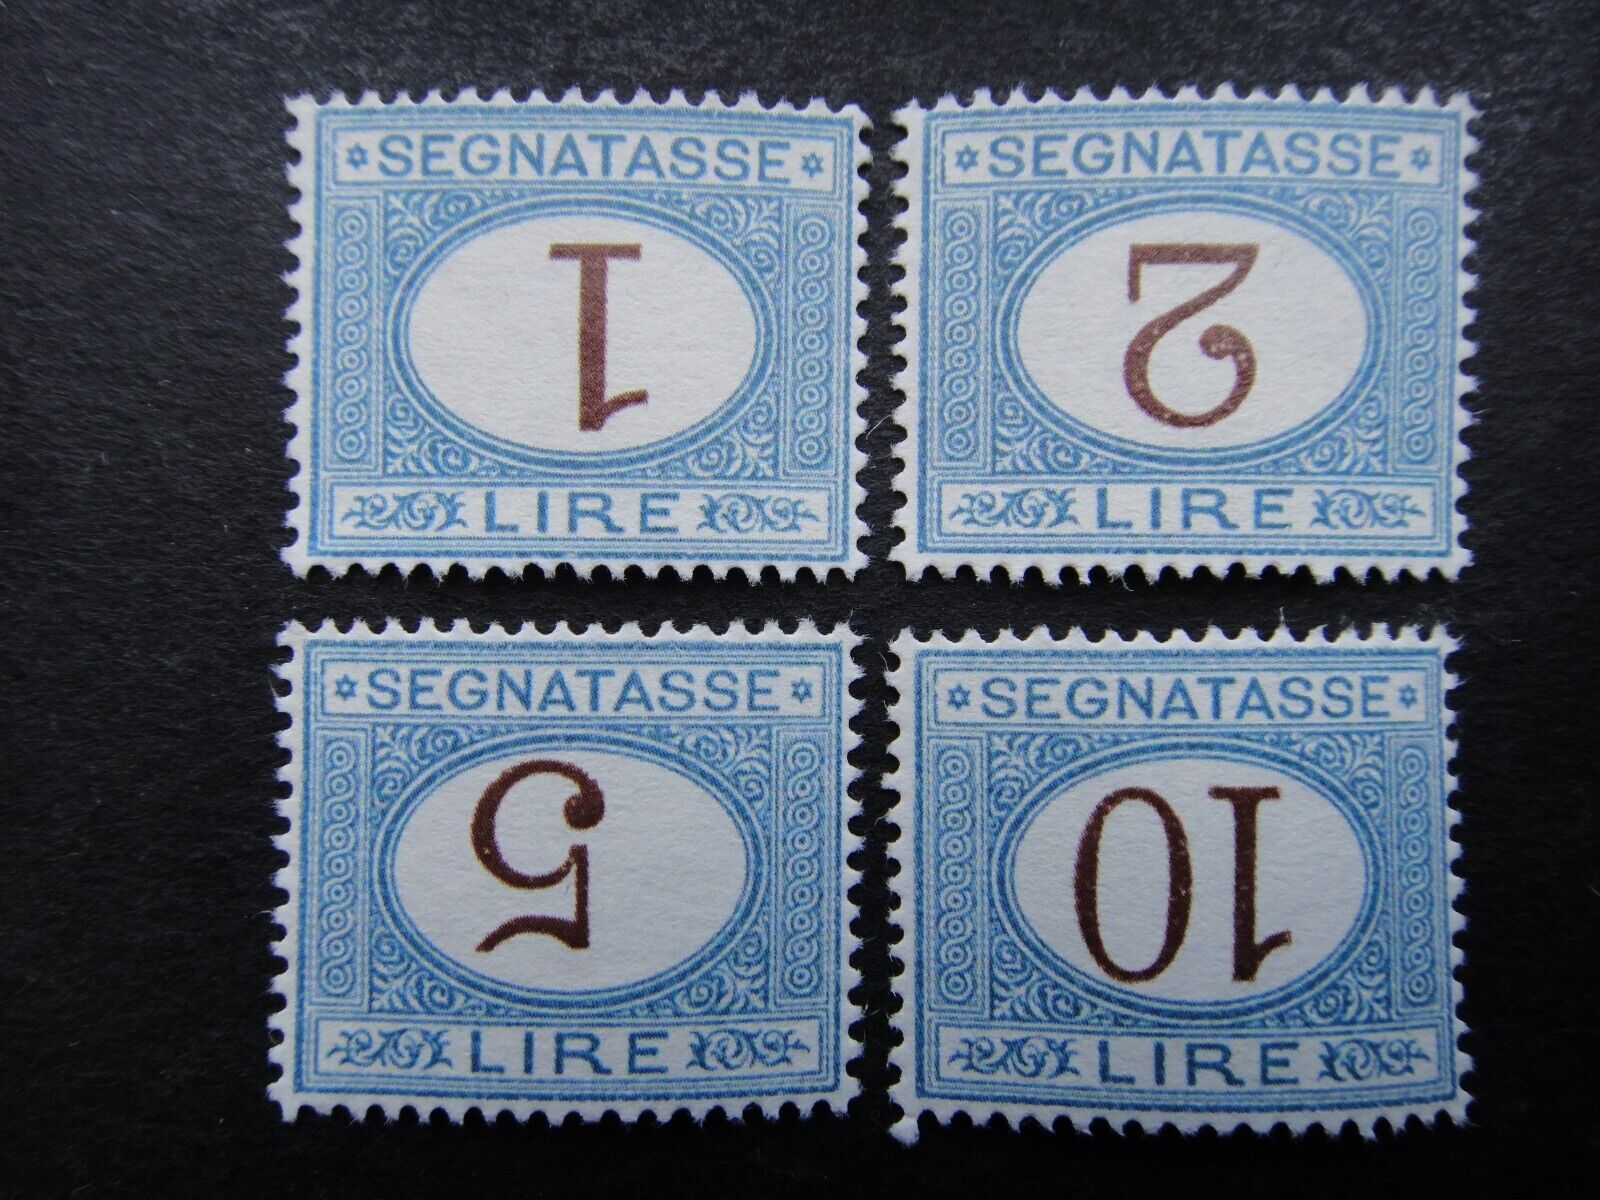 ✡ SEGNATASSE ✡
1
LIRE
✡ SEGNATASSE ✡
2
LIRE
✡ SEGNATASSE ✡
5
LIRE
✡ SEGNATASSE ✡
10
LIRE